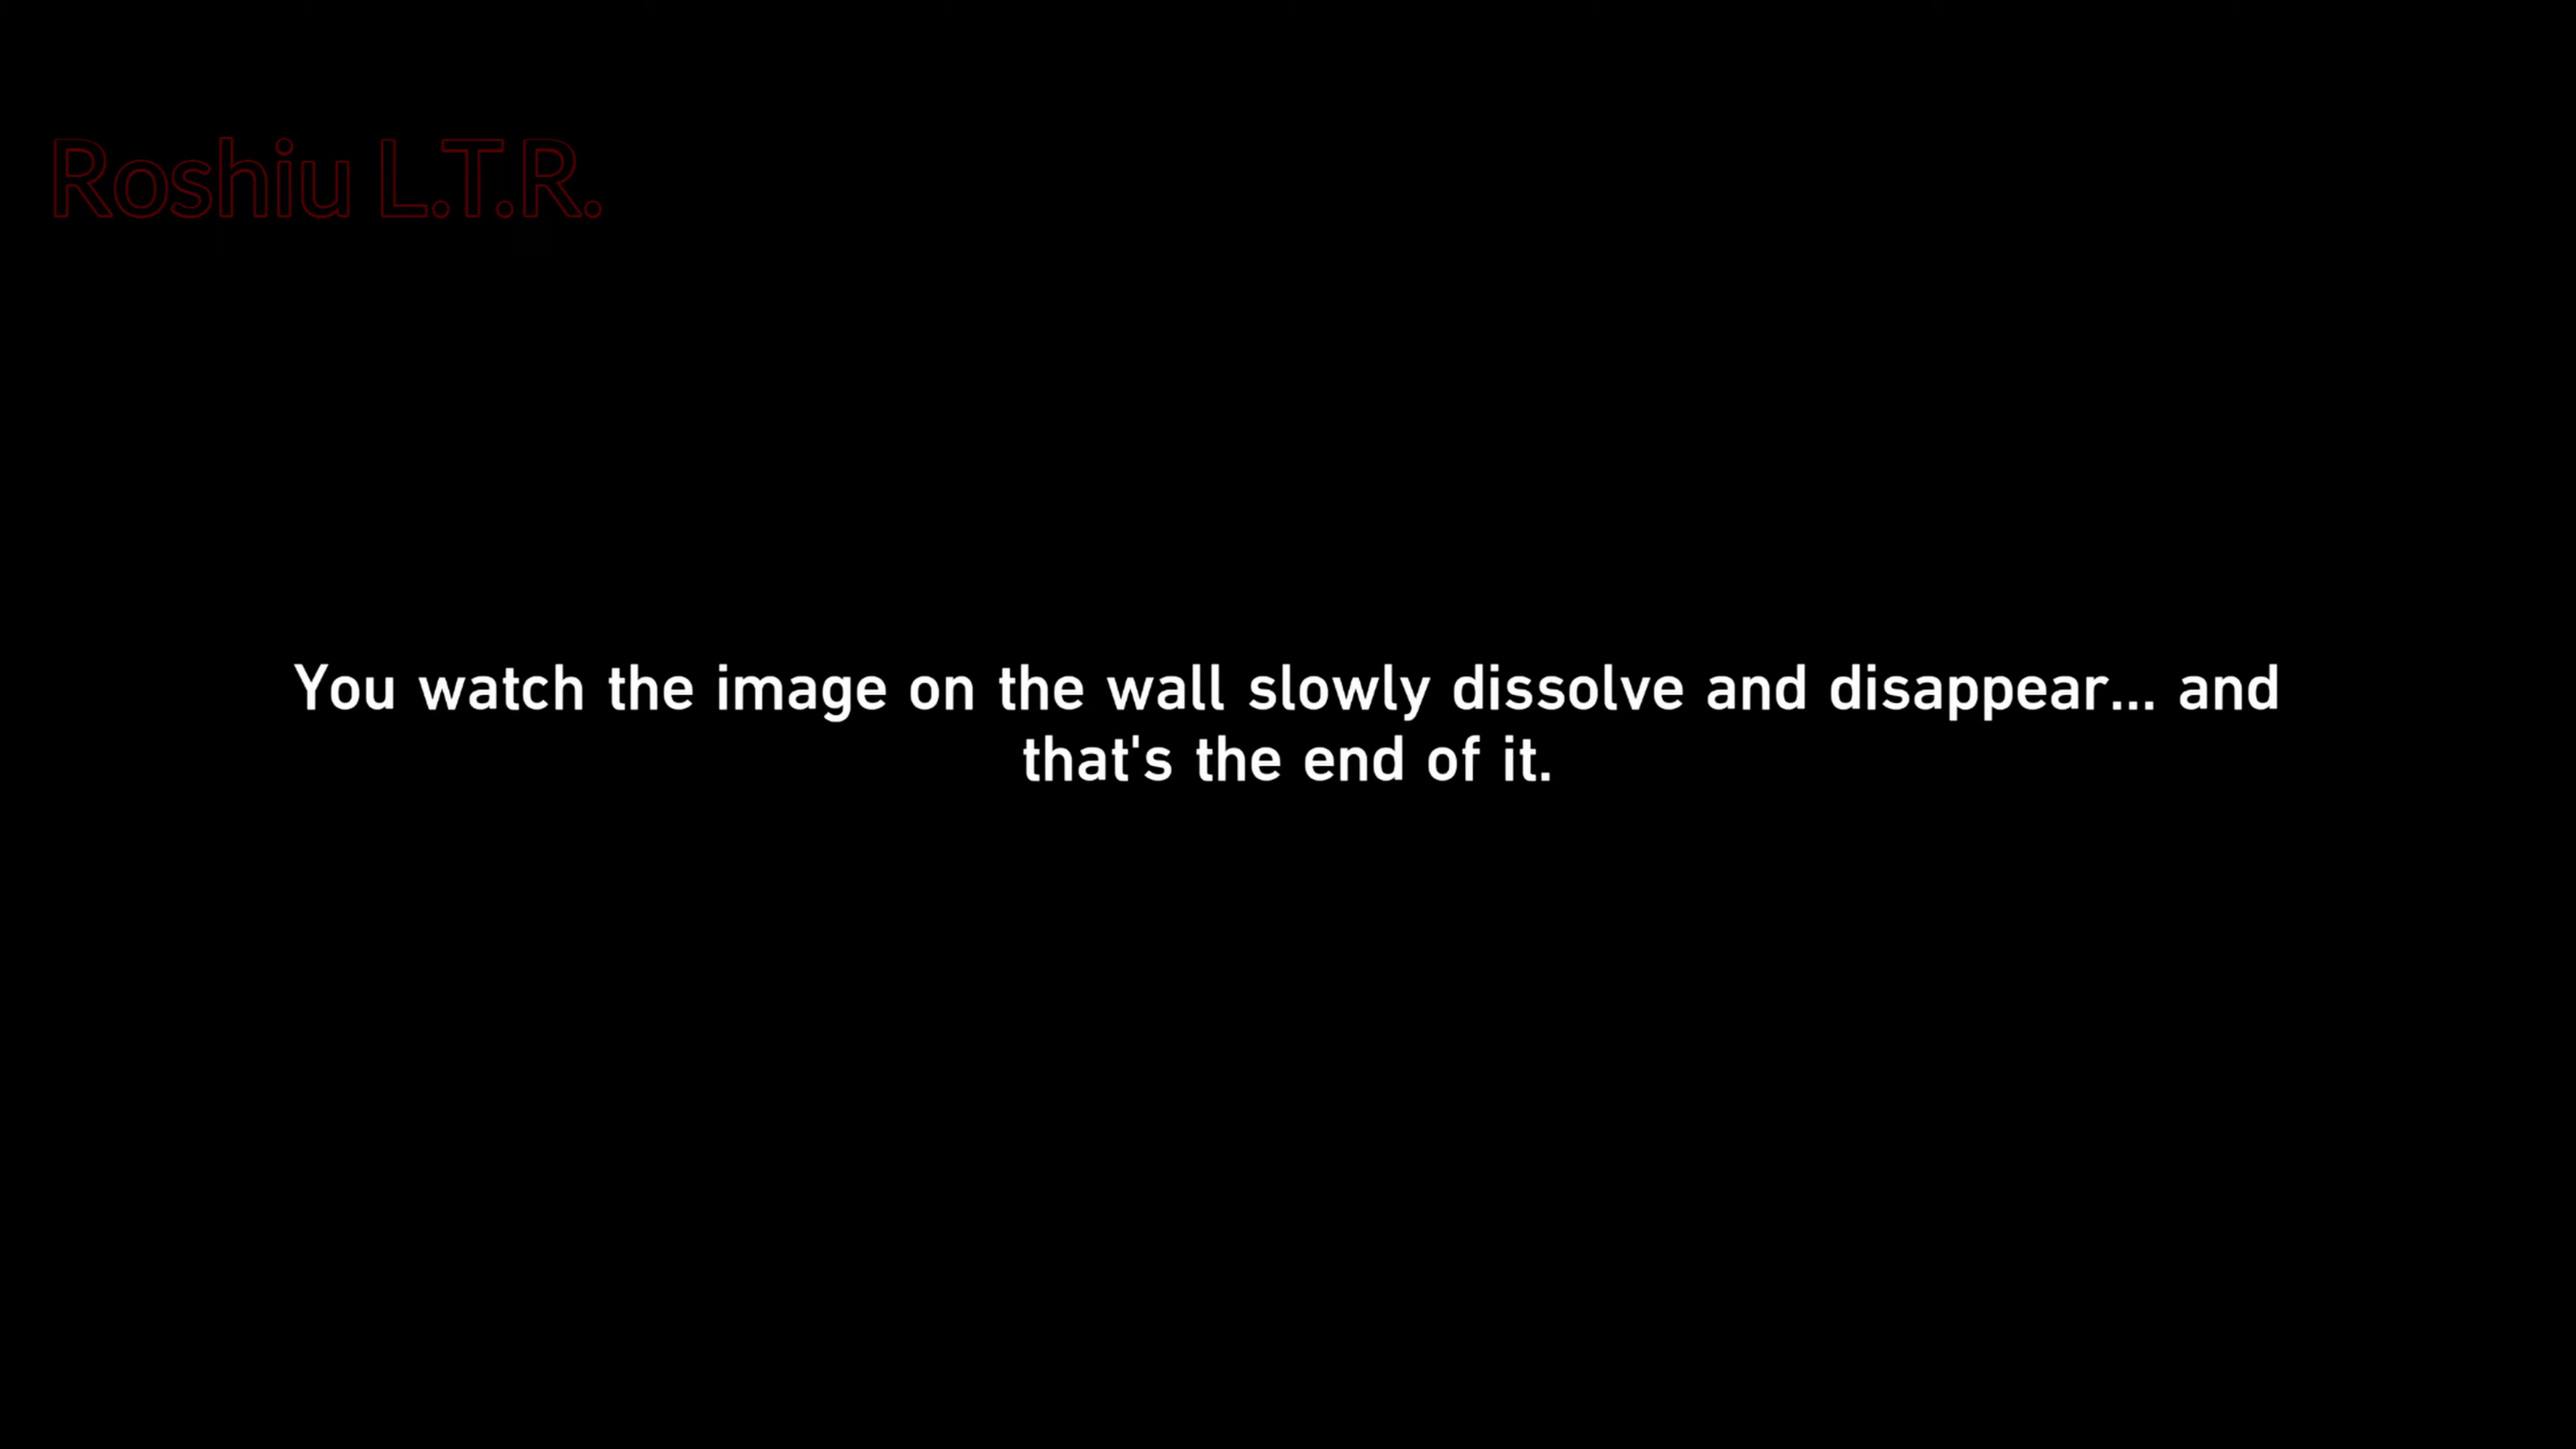 Roshiu L.T.R.
You watch the image on the wall slowly dissolve and disappear... and
that's the end of it.